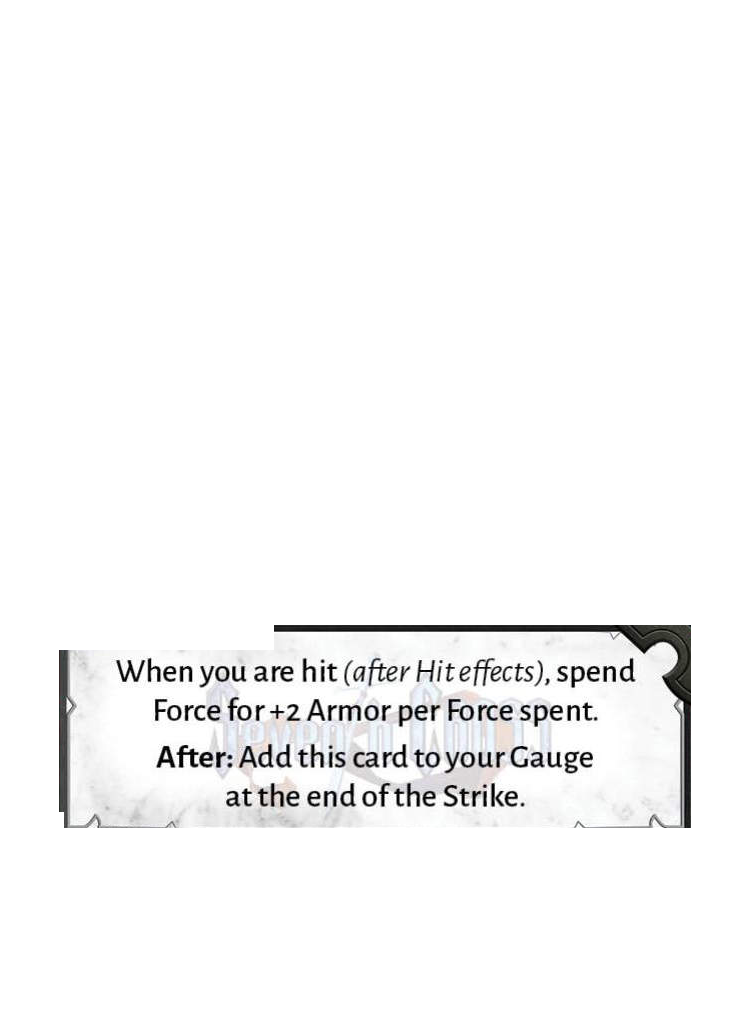 When you are hit (after Hit effects), spend
Force for +2 Armor per Force spent.
After: Add this card to your Gauge
at the end of the Strike.